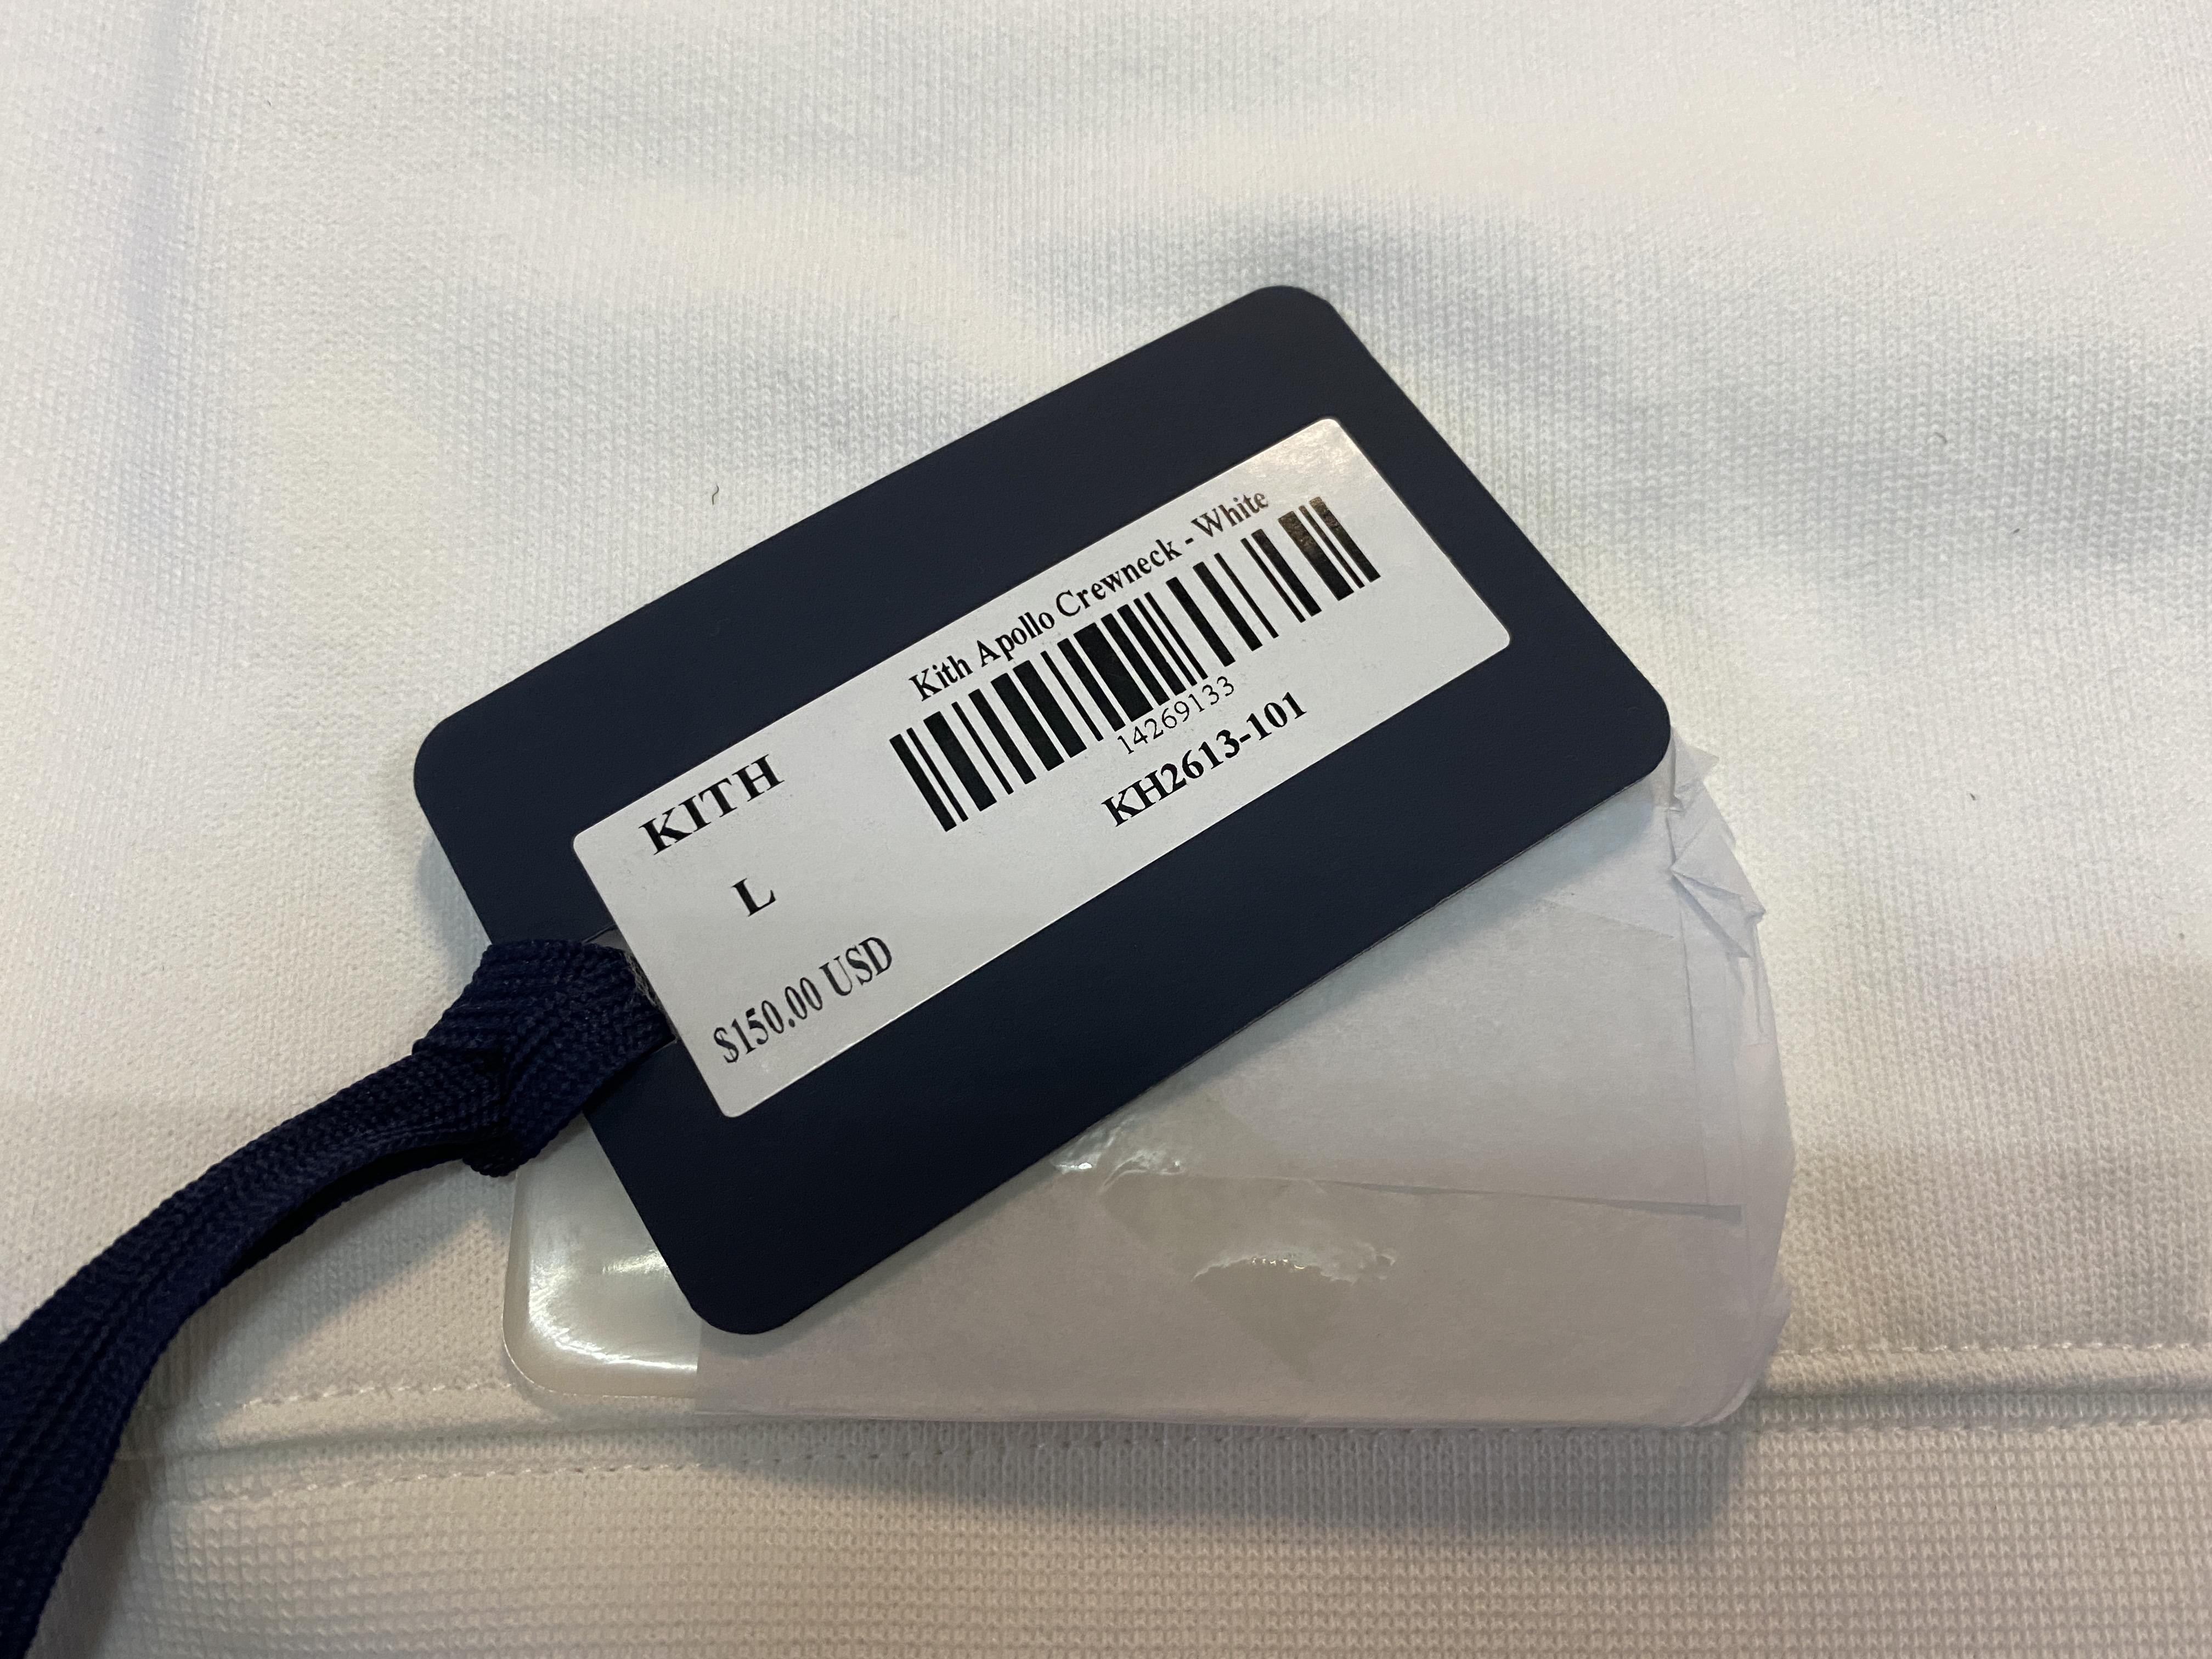 KITH
L
$150.00 USD
Kith Apollo Crewneck - White
14269133
KH2613-101